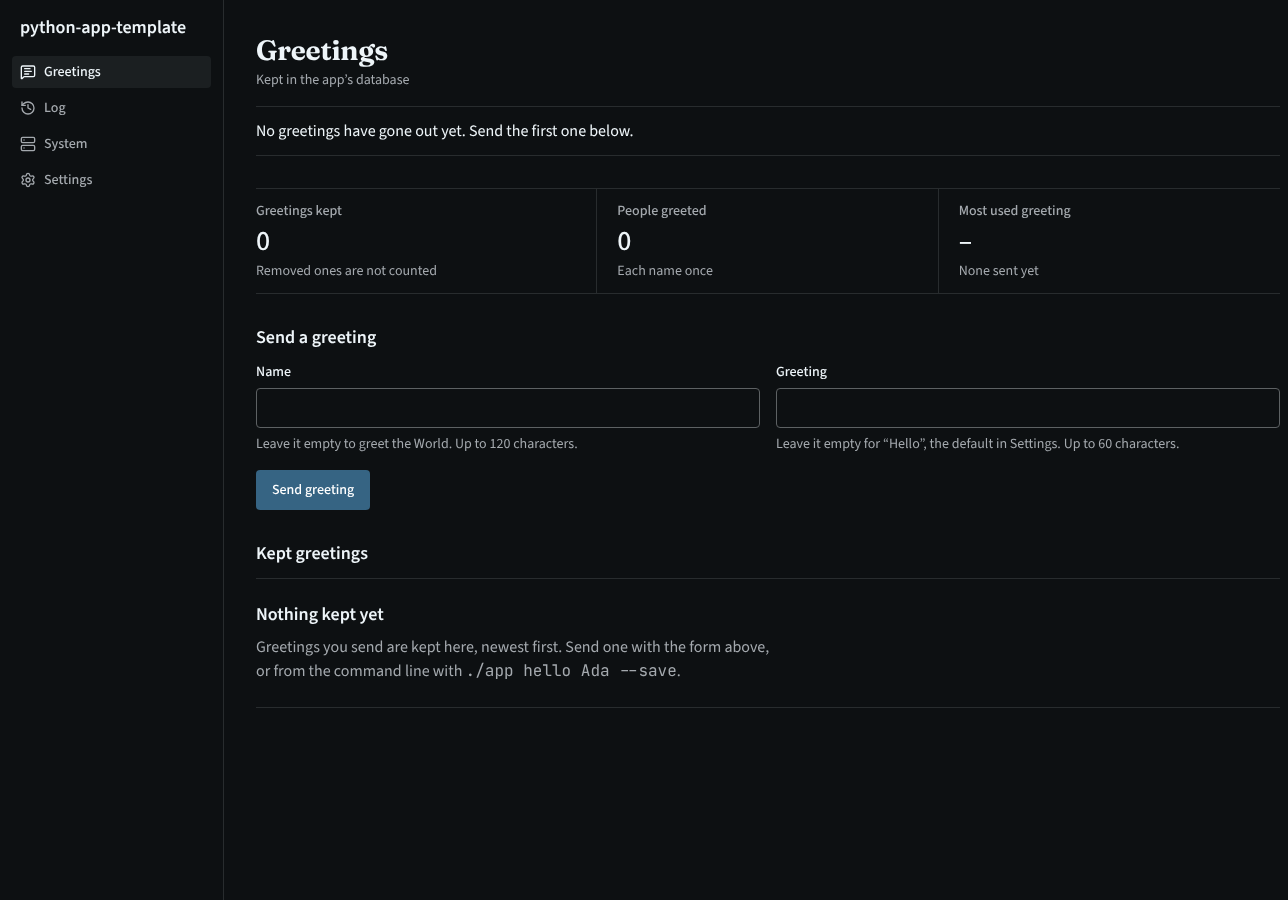 python-app-template
Greetings
Log
System
Settings
Greetings
Kept in the app’s database
No greetings have gone out yet. Send the first one below.
Greetings kept
0
Removed ones are not counted
People greeted
0
Each name once
Most used greeting
–
None sent yet
Send a greeting
Name
Leave it empty to greet the World. Up to 120 characters.
Greeting
Leave it empty for “Hello”, the default in Settings. Up to 60 characters.
Send greeting
Kept greetings
Nothing kept yet
Greetings you send are kept here, newest first. Send one with the form above,
or from the command line with ./app hello Ada --save.